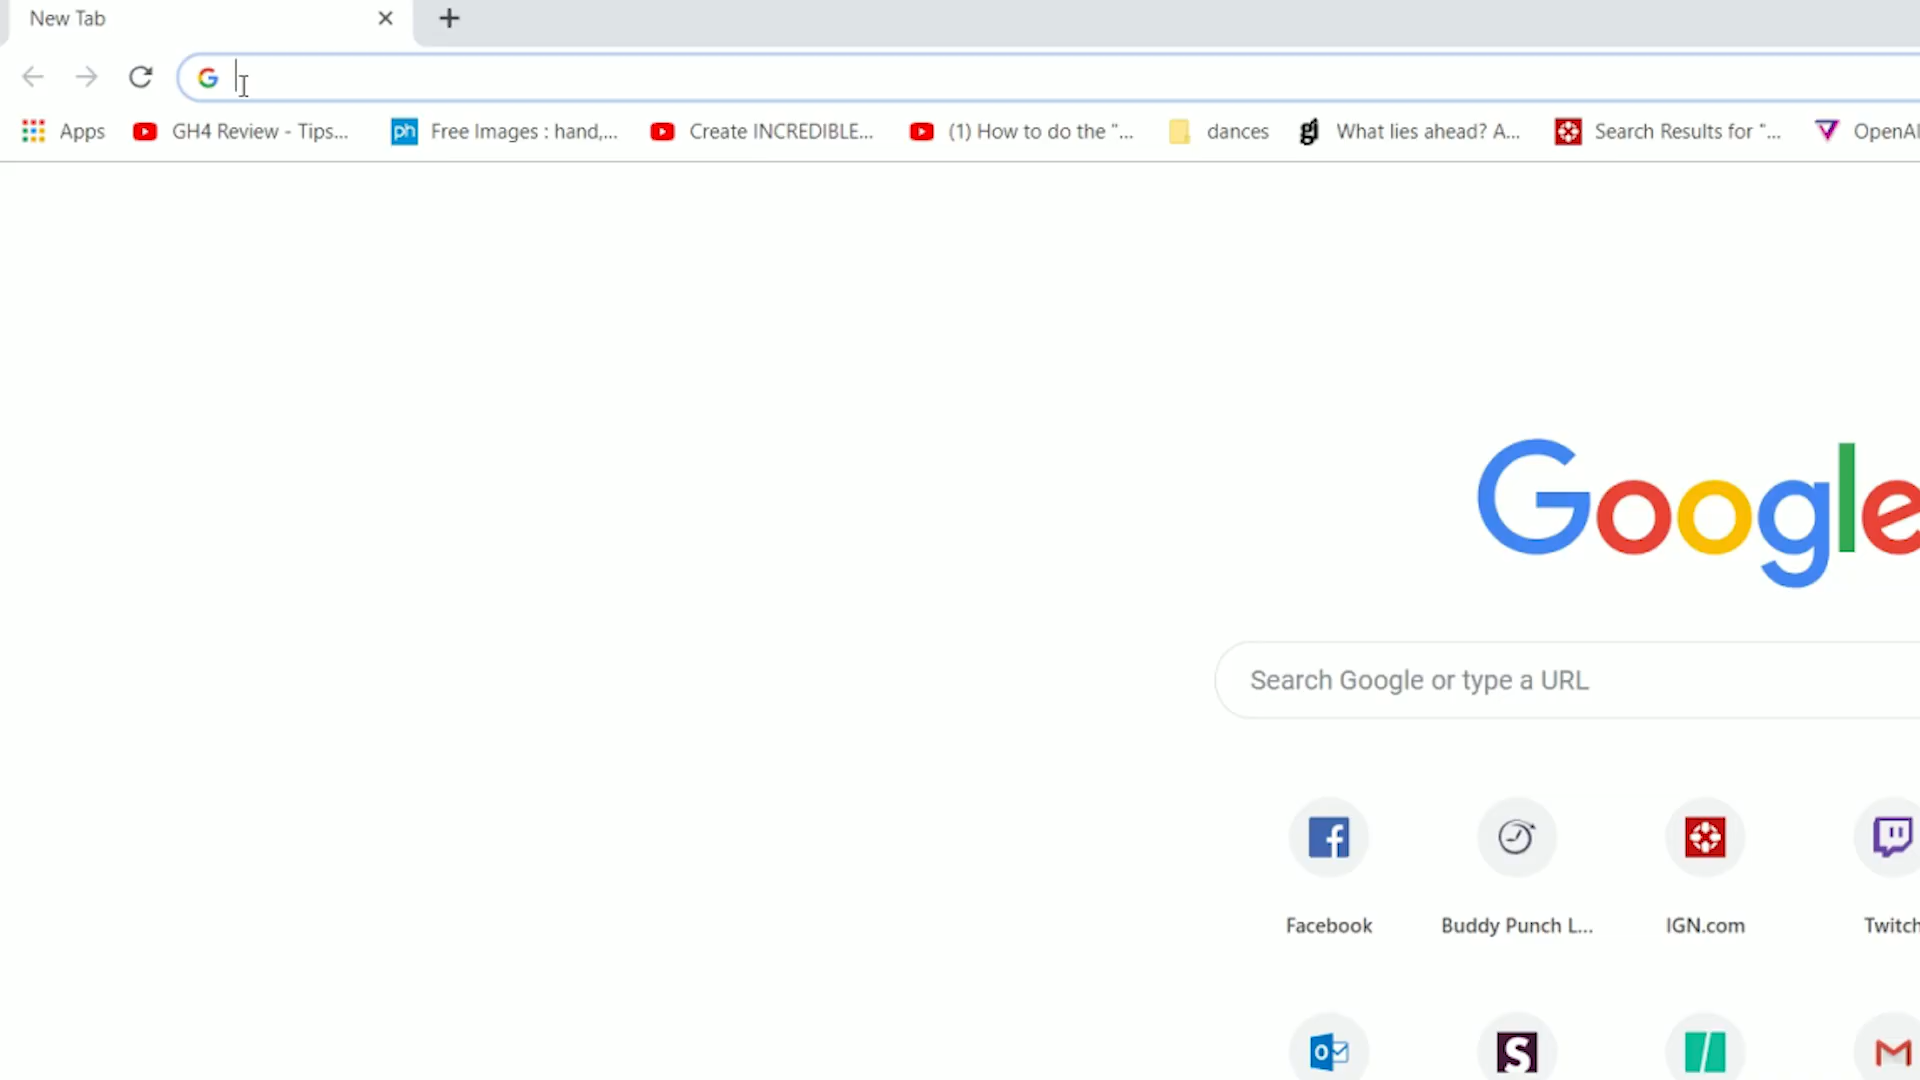 New Tab
Apps GH4 Review - Tips... Free Images : hand,... Create INCREDIBLE... (1) How to do the "... dances What lies ahead? A... Search Results for "... OpenAI
Google
Search Google or type a URL
Facebook Buddy Punch L... IGN.com Twitch